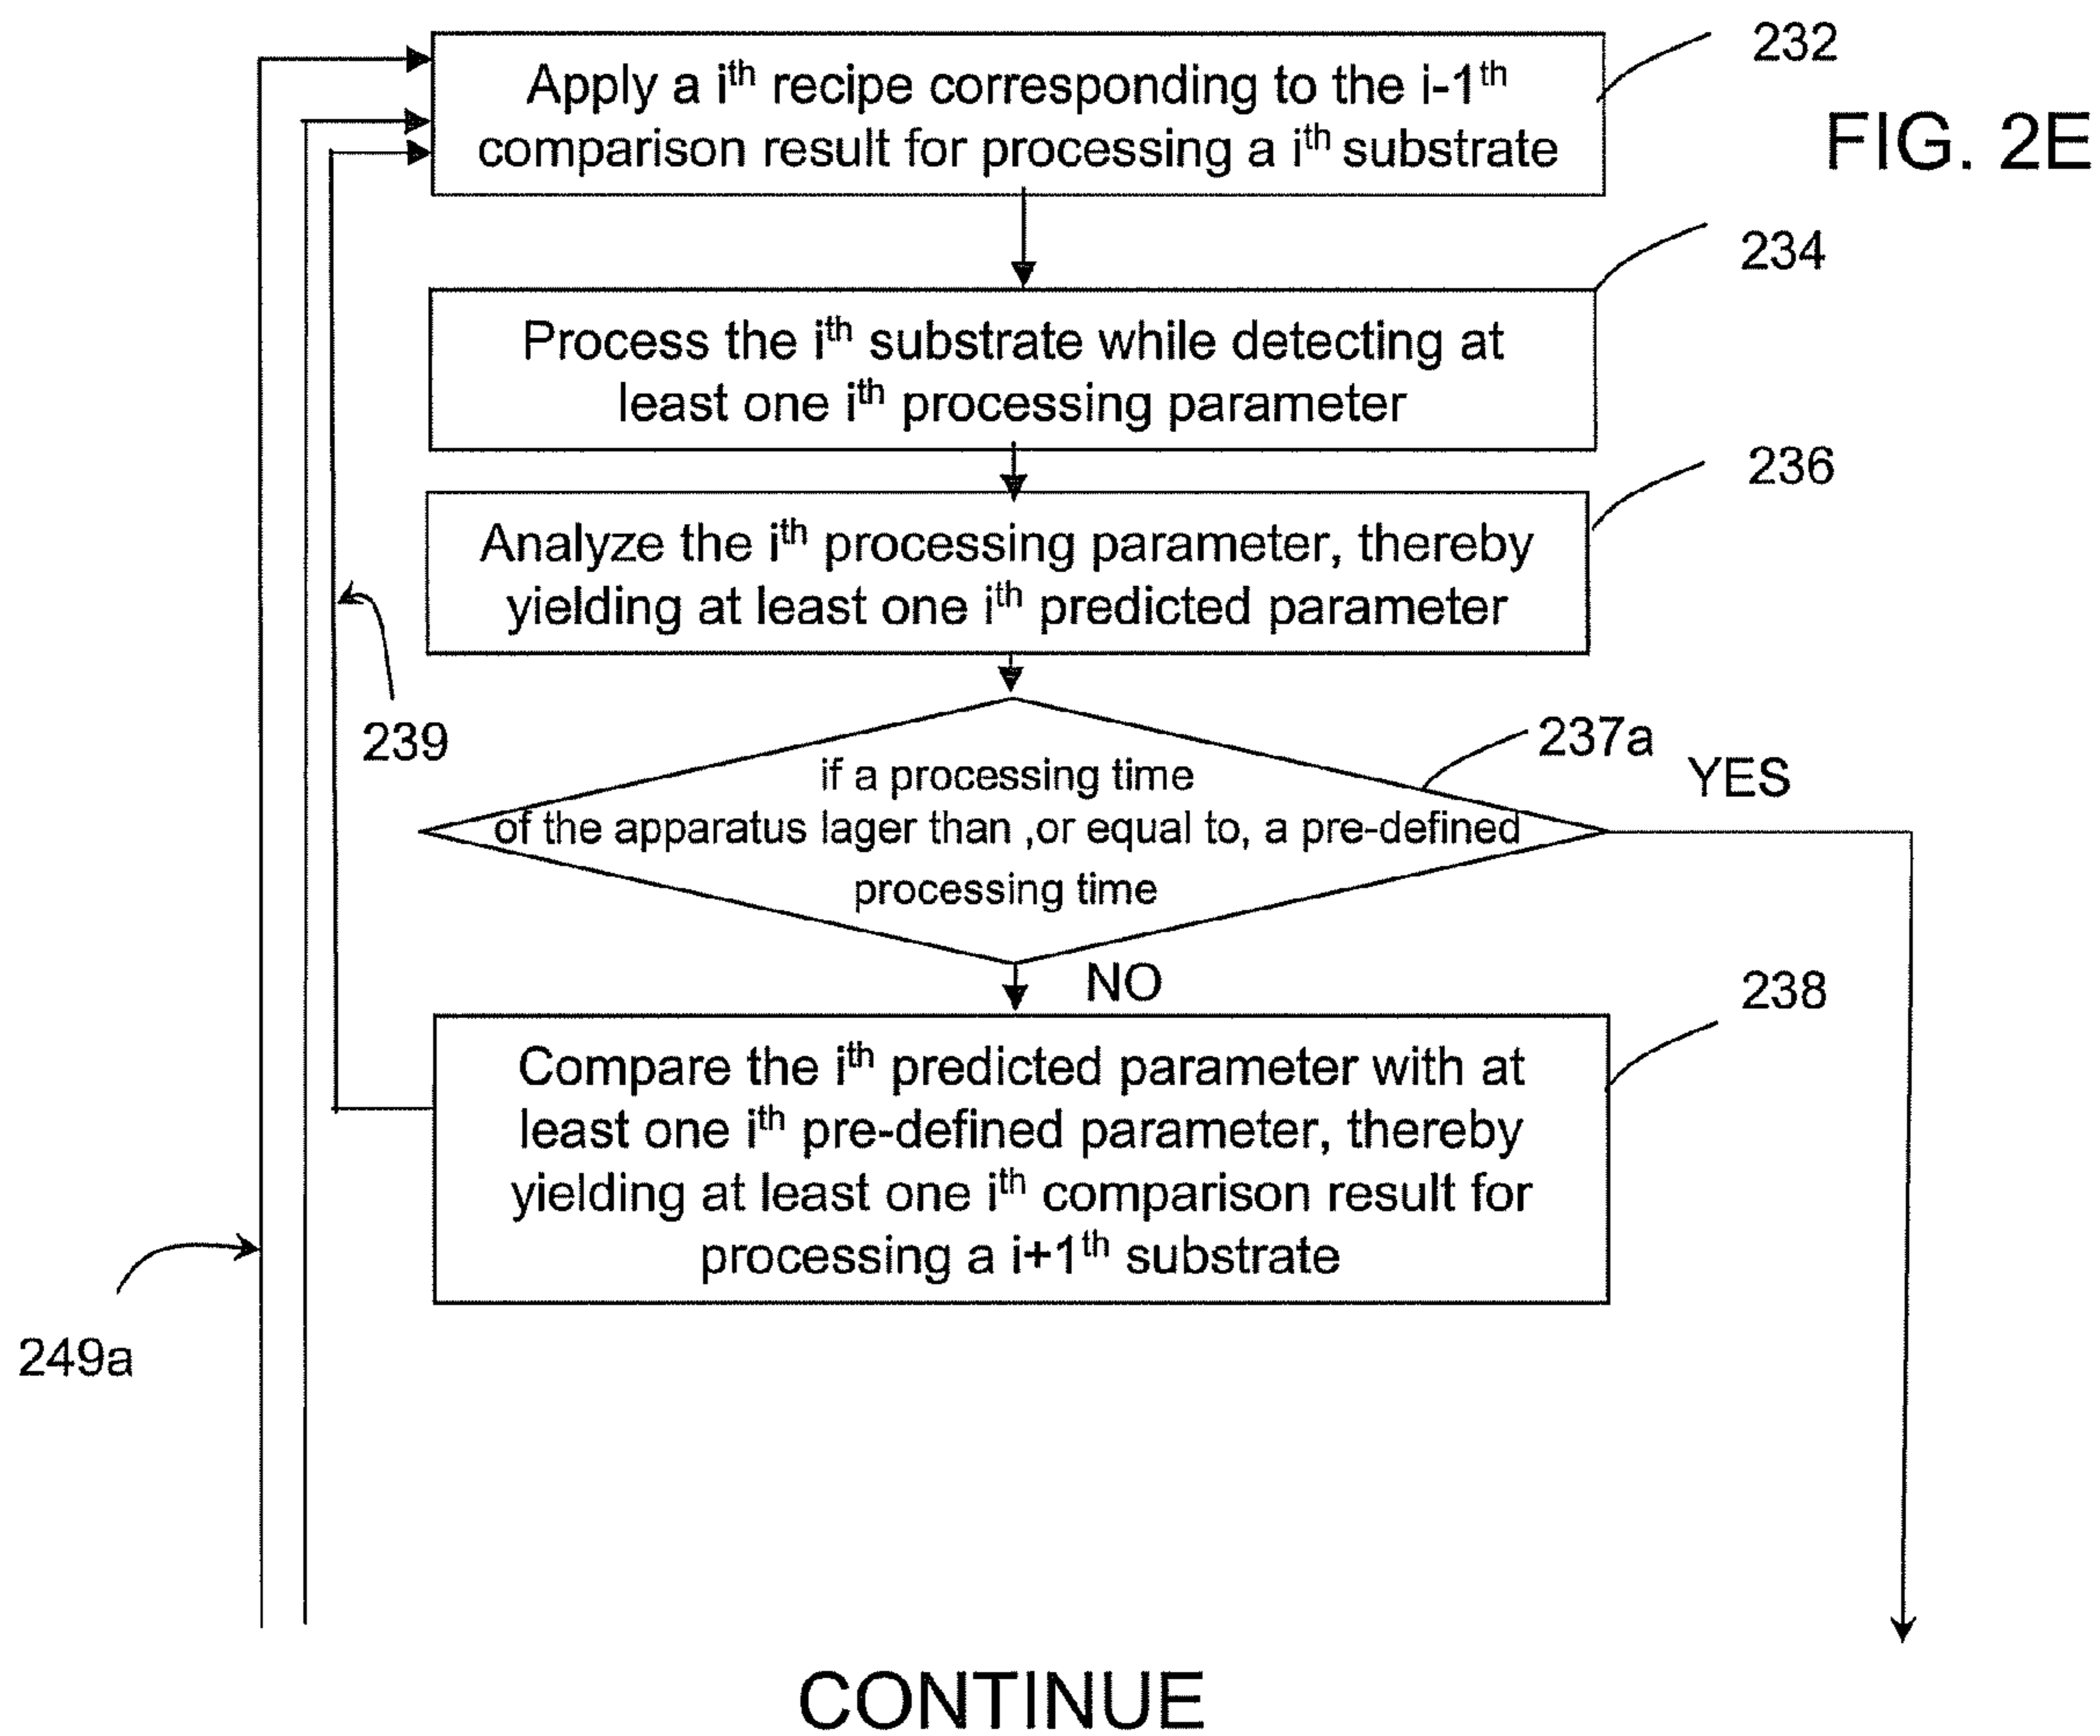 232
FIG. 2E
Apply a iᵗʰ recipe corresponding to the i-1ᵗʰ
comparison result for processing a iᵗʰ substrate
234
Process the iᵗʰ substrate while detecting at
least one iᵗʰ processing parameter
236
Analyze the iᵗʰ processing parameter, thereby
yielding at least one iᵗʰ predicted parameter
239
237a
YES
if a processing time
of the apparatus lager than ,or equal to, a pre-defined
processing time
NO
238
Compare the iᵗʰ predicted parameter with at
least one iᵗʰ pre-defined parameter, thereby
yielding at least one iᵗʰ comparison result for
processing a i+1ᵗʰ substrate
249a
CONTINUE